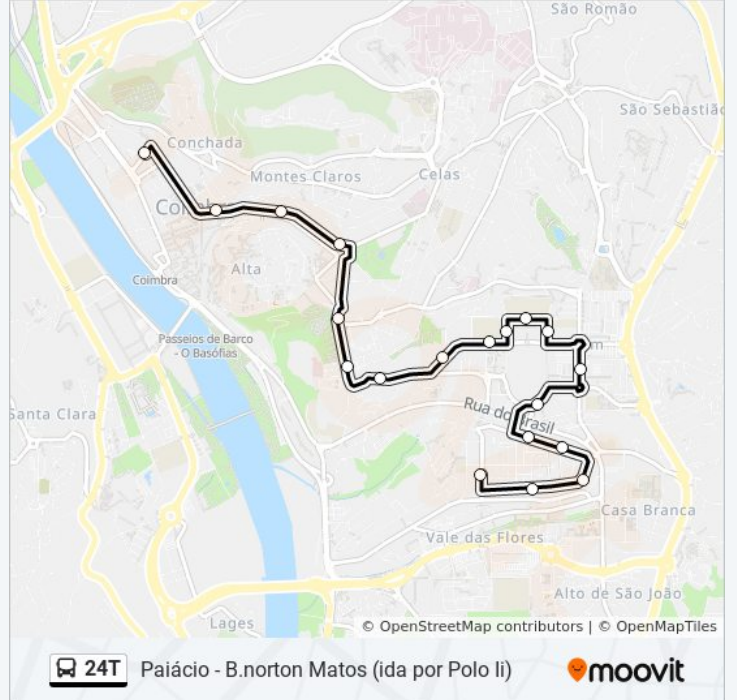 São Romão
São Sebastião
Conchada
Montes Claros
Celas
Alta
Coimbra
Passeios de Barco
- O Basófias
Santa Clara
Rua do Brasil
Casa Branca
Vale das Flores
Alto de São João
Lages
© OpenStreetMap contributors | © OpenMapTiles
24T Paiácio - B.norton Matos (ida por Polo Ii) moovit